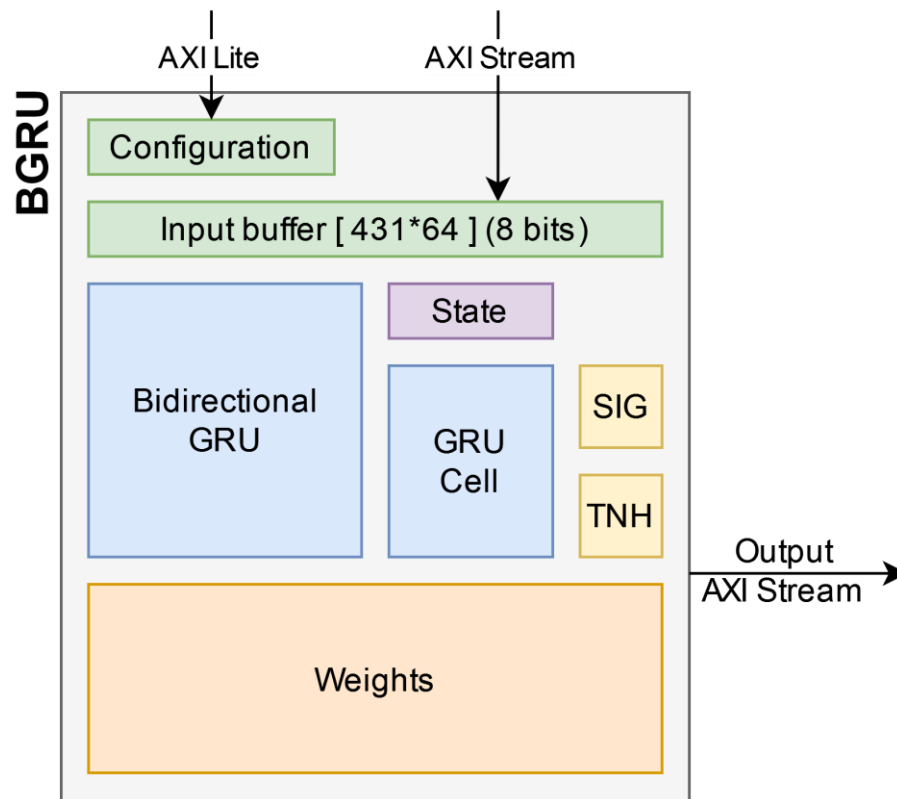 AXI Lite
AXI Stream
BGRU
Configuration
Input buffer [ 431*64 ] (8 bits)
Bidirectional
GRU
State
GRU
Cell
SIG
TNH
Output
AXI Stream
Weights